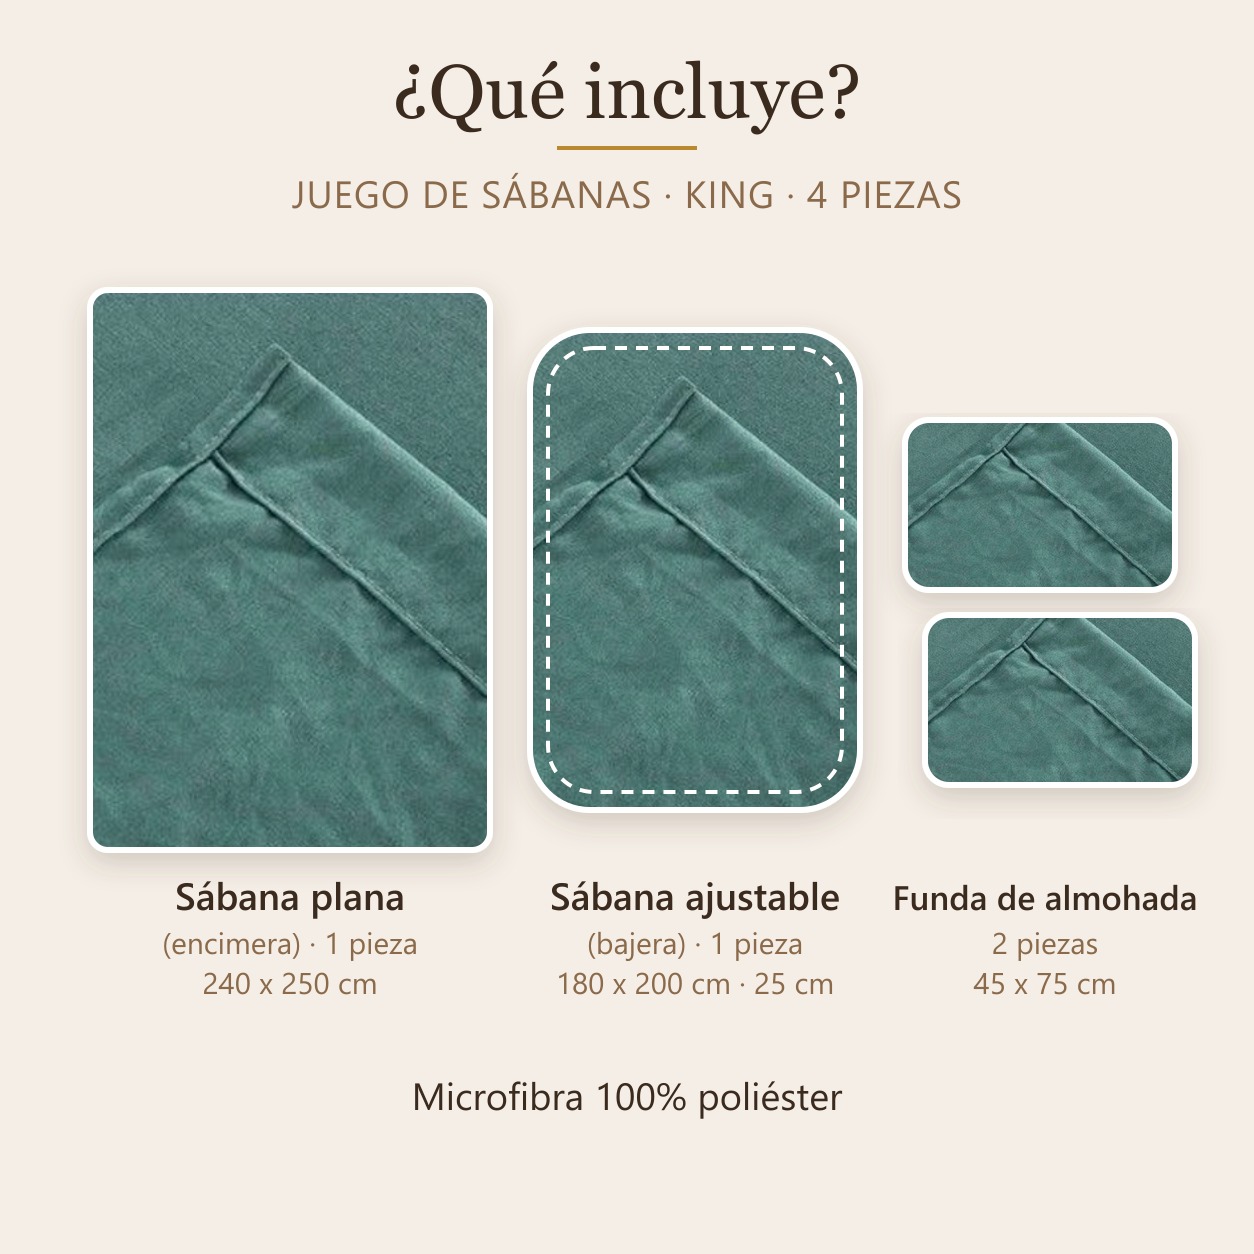 ¿Qué incluye?
JUEGO DE SÁBANAS · KING · 4 PIEZAS
Sábana plana
(encimera) · 1 pieza
240 x 250 cm
Sábana ajustable
(bajera) · 1 pieza
180 x 200 cm · 25 cm
Funda de almohada
2 piezas
45 x 75 cm
Microfibra 100% poliéster